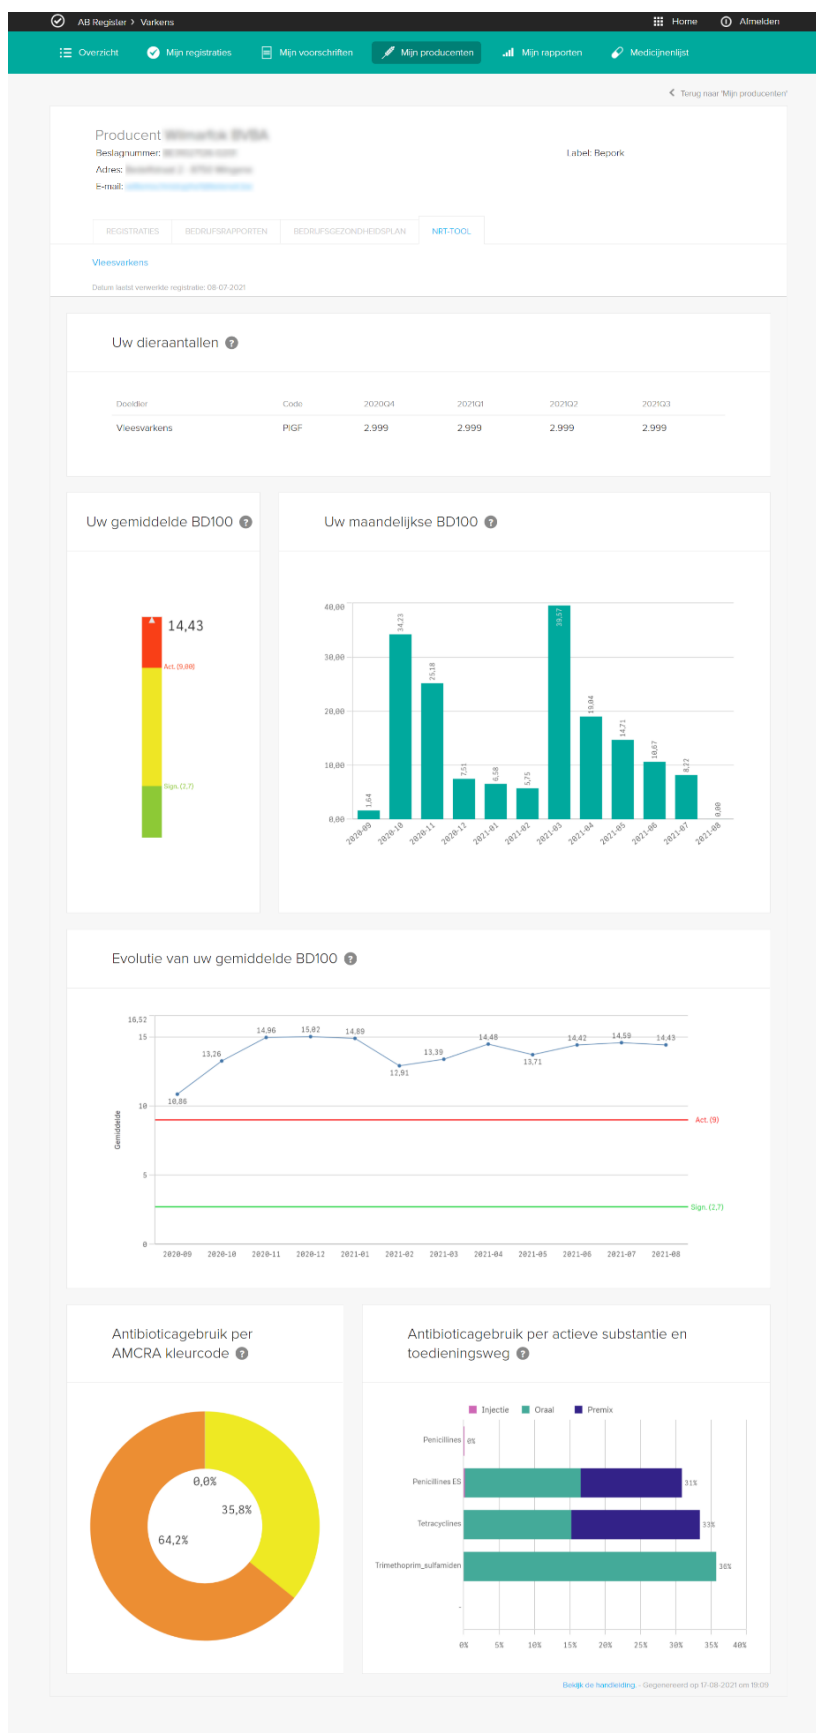 AB Register > Varkens Home Afmelden
Overzicht Mijn registraties Mijn voorschriften Mijn producenten Mijn rapporten Medicijnenlijst
Terug naar 'Mijn producenten'
Producent
Beslagnummer: Label: Bepork
Adres:
E-mail:
REGISTRATIES BEDRIJFSRAPPORTEN BEDRIJFSGEZONDHEIDSPLAN NRT-TOOL
Vleesvarkens
Datum laatst verwerkte registratie: 08-07-2021
Uw dieraantallen ?
Doeldier Code 2020Q4 2021Q1 2021Q2 2021Q3
Vleesvarkens PIGF 2.999 2.999 2.999 2.999
Uw gemiddelde BD100 ?
14,43
Act. (9,00)
Sign. (2,7)
Uw maandelijkse BD100 ?
40,00
30,00
20,00
10,00
0,00
1,64 34,23 25,18 7,51 6,58 5,75 39,57 19,04 14,71 10,67 8,22 0,00
2020-09 2020-10 2020-11 2020-12 2021-01 2021-02 2021-03 2021-04 2021-05 2021-06 2021-07 2021-08
Evolutie van uw gemiddelde BD100 ?
16,52
15
10
5
0
Gemiddelde
10,86 13,26 14,96 15,02 14,89 12,91 13,39 14,48 13,71 14,42 14,59 14,43
Act. (9)
Sign. (2,7)
2020-09 2020-10 2020-11 2020-12 2021-01 2021-02 2021-03 2021-04 2021-05 2021-06 2021-07 2021-08
Antibioticagebruik per
AMCRA kleurcode ?
0,0%
35,8%
64,2%
Antibioticagebruik per actieve substantie en
toedieningsweg ?
Injectie Oraal Premix
Penicillines 0%
Penicillines ES 31%
Tetracyclines 33%
Trimethoprim_sulfamiden 36%
-
0% 5% 10% 15% 20% 25% 30% 35% 40%
Bekijk de handleiding. - Gegenereerd op 17-08-2021 om 19:09